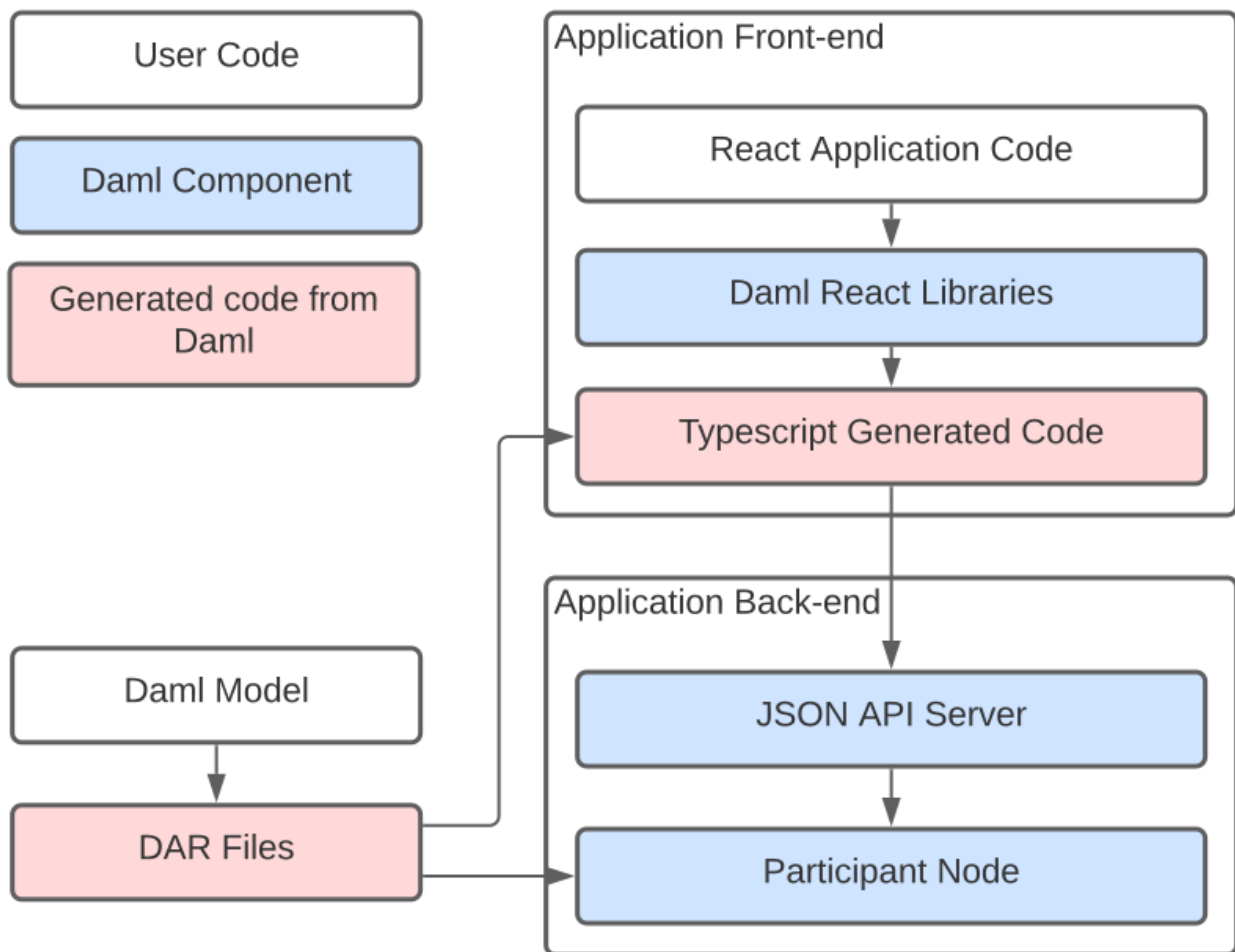 User Code
Daml Component
Generated code from
Daml
Application Front-end
React Application Code
Daml React Libraries
Typescript Generated Code
Application Back-end
JSON API Server
Participant Node
Daml Model
DAR Files